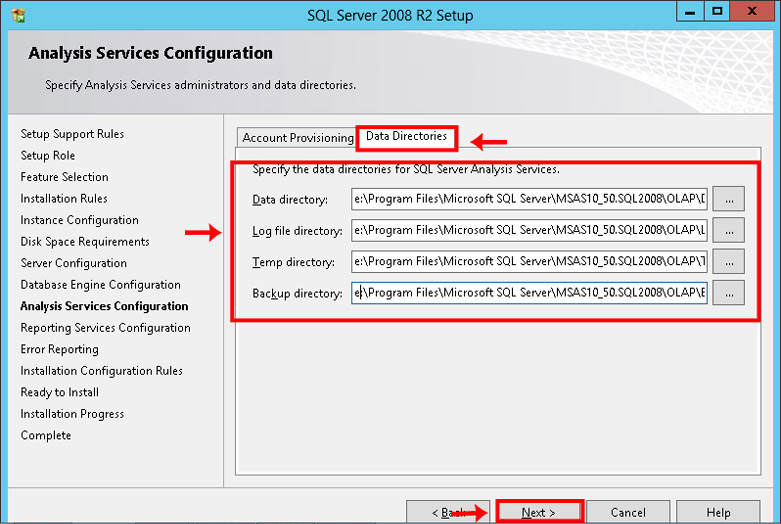 SQL Server 2008 R2 Setup
Analysis Services Configuration
Specify Analysis Services administrators and data directories.
Setup Support Rules
Setup Role
Feature Selection
Installation Rules
Instance Configuration
Disk Space Requirements
Server Configuration
Database Engine Configuration
Analysis Services Configuration
Reporting Services Configuration
Error Reporting
Installation Configuration Rules
Ready to Install
Installation Progress
Complete
Account Provisioning Data Directories
Specify the data directories for SQL Server Analysis Services.
Data directory: e:\Program Files\Microsoft SQL Server\MSAS10_50.SQL2008\OLAP\D ...
Log file directory: e:\Program Files\Microsoft SQL Server\MSAS10_50.SQL2008\OLAP\L ...
Temp directory: e:\Program Files\Microsoft SQL Server\MSAS10_50.SQL2008\OLAP\T ...
Backup directory: e:\Program Files\Microsoft SQL Server\MSAS10_50.SQL2008\OLAP\B ...
< Back Next > Cancel Help